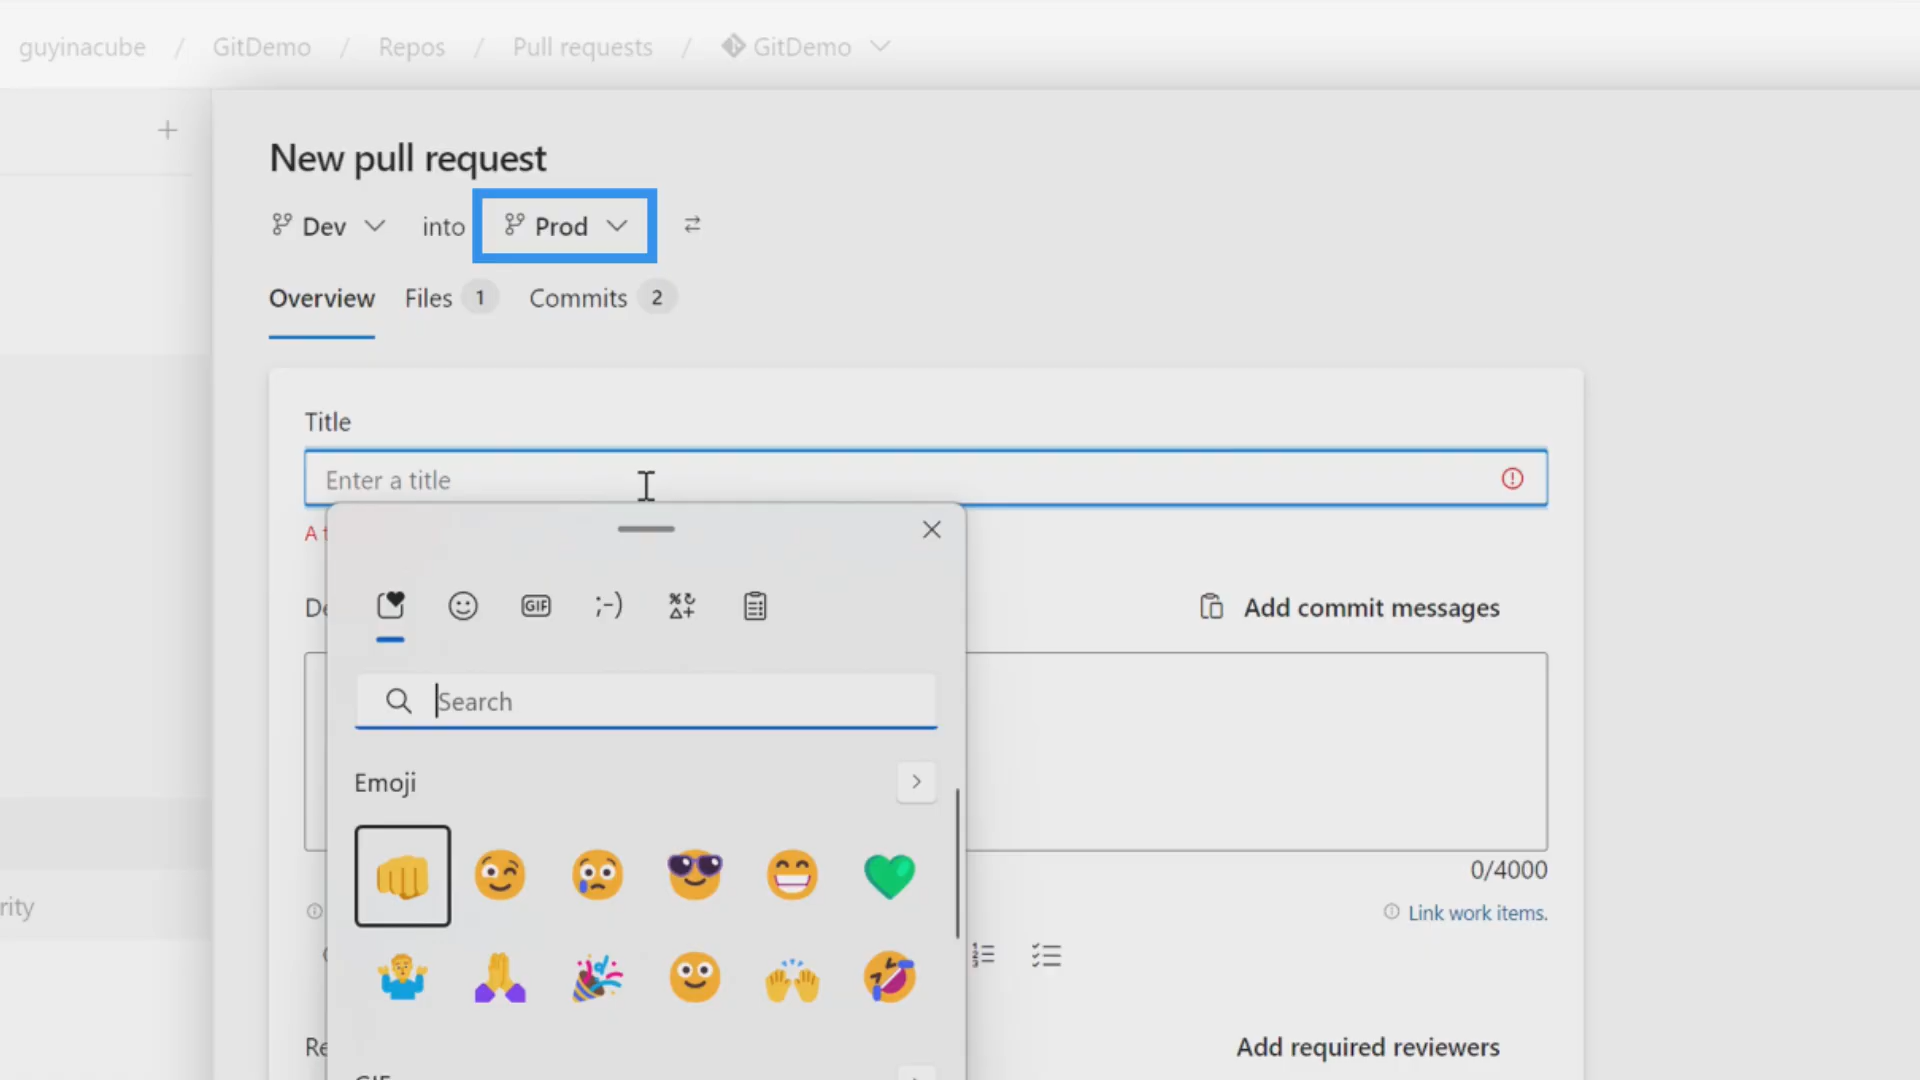 guyinacube / GitDemo / Repos / Pull requests / GitDemo
New pull request
Dev into Prod
Overview Files 1 Commits 2
Title
Enter a title
A
Add commit messages
Search
Emoji
0/4000
Link work items.
rity
Add required reviewers
GIF